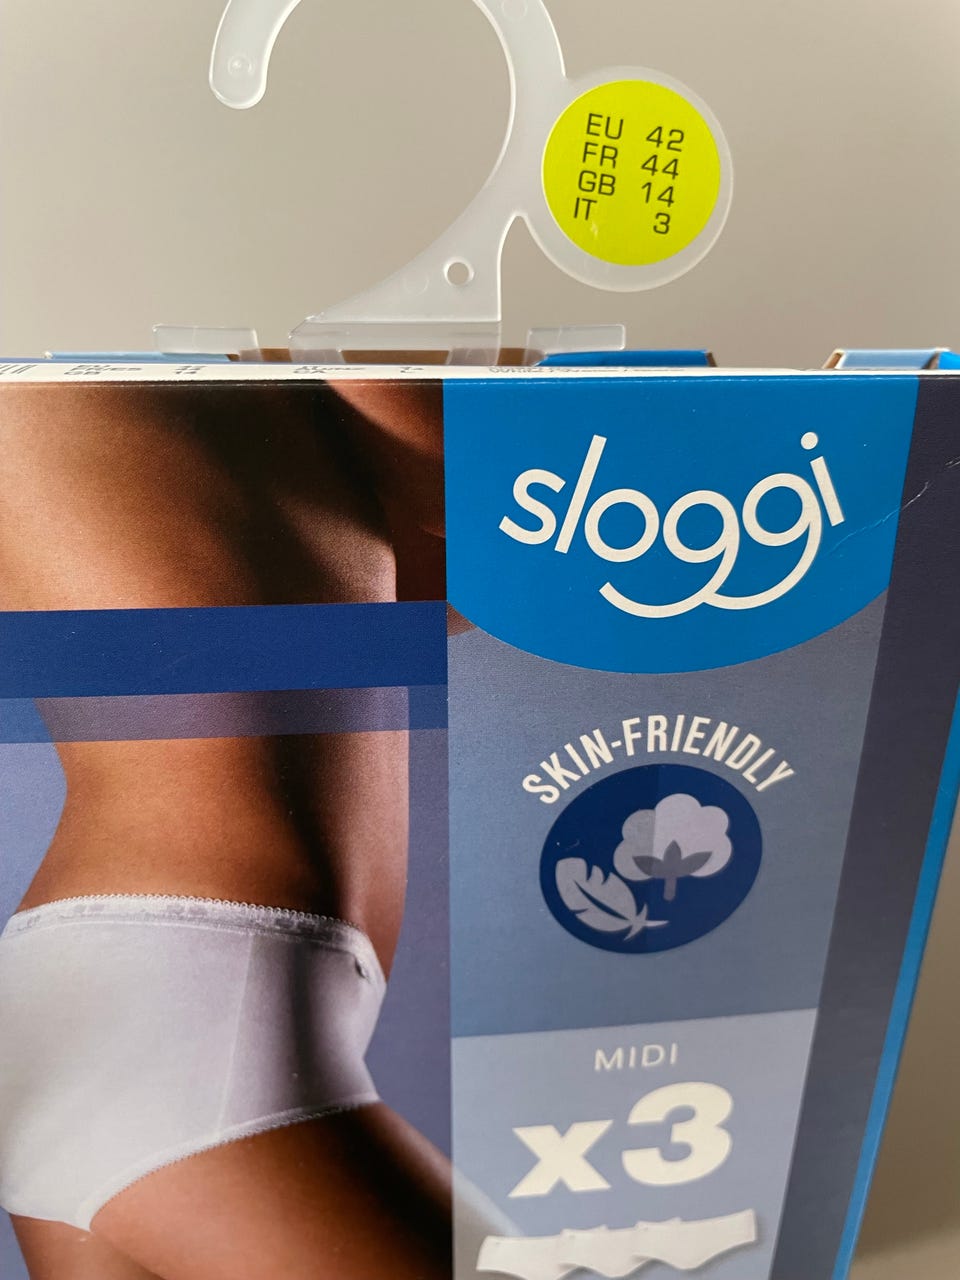 EU 42
FR 44
GB 14
IT 3
sloggi
SKIN-FRIENDLY
MIDI
x3